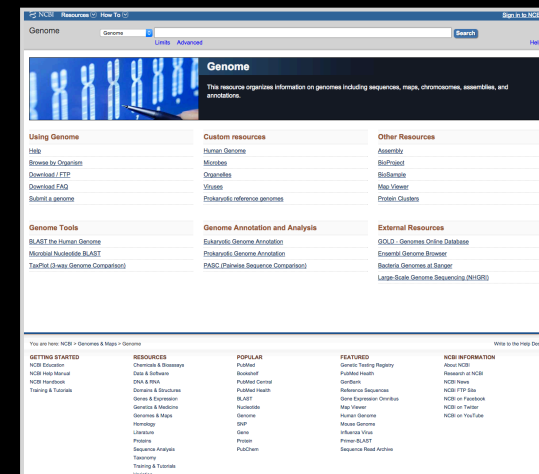 NCBI Resources How To Sign in to NCBI
Genome Genome Search
Limits Advanced Help
Genome
This resource organizes information on genomes including sequences, maps, chromosomes, assemblies, and
annotations.
Using Genome Custom resources Other Resources
Help Human Genome Assembly
Browse by Organism Microbes BioProject
Download / FTP Organelles BioSample
Download FAQ Viruses Map Viewer
Submit a genome Prokaryotic reference genomes Protein Clusters
Genome Tools Genome Annotation and Analysis External Resources
BLAST the Human Genome Eukaryotic Genome Annotation GOLD - Genomes Online Database
Microbial Nucleotide BLAST Prokaryotic Genome Annotation Ensembl Genome Browser
TaxPlot (3-way Genome Comparison) PASC (Pairwise Sequence Comparison) Bacteria Genomes at Sanger
Large-Scale Genome Sequencing (NHGRI)
You are here: NCBI > Genomes & Maps > Genome Write to the Help Des
GETTING STARTED RESOURCES POPULAR FEATURED NCBI INFORMATION
NCBI Education Chemicals & Bioassays PubMed Genetic Testing Registry About NCBI
NCBI Help Manual Data & Software Bookshelf PubMed Health Research at NCBI
NCBI Handbook DNA & RNA PubMed Central GenBank NCBI News
Training & Tutorials Domains & Structures PubMed Health Reference Sequences NCBI FTP Site
Genes & Expression BLAST Gene Expression Omnibus NCBI on Facebook
Genetics & Medicine Nucleotide Map Viewer NCBI on Twitter
Genomes & Maps Genome Human Genome NCBI on YouTube
Homology SNP Mouse Genome
Literature Gene Influenza Virus
Proteins Protein Primer-BLAST
Sequence Analysis PubChem Sequence Read Archive
Taxonomy
Training & Tutorials